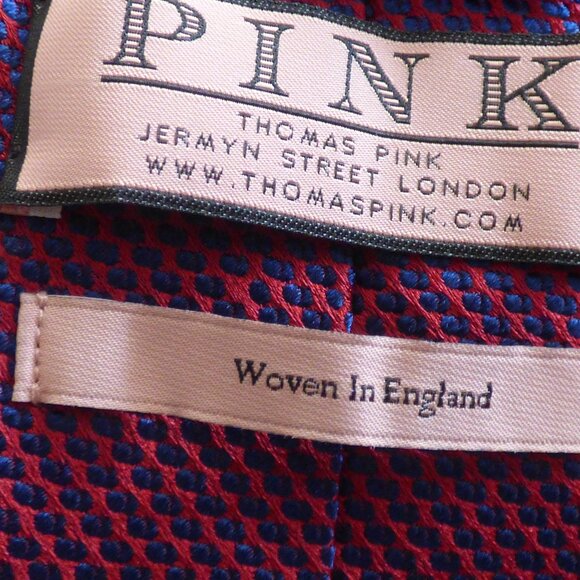 PINK
THOMAS PINK
JERMYN STREET LONDON
WWW.THOMASPINK.COM
Woven In England